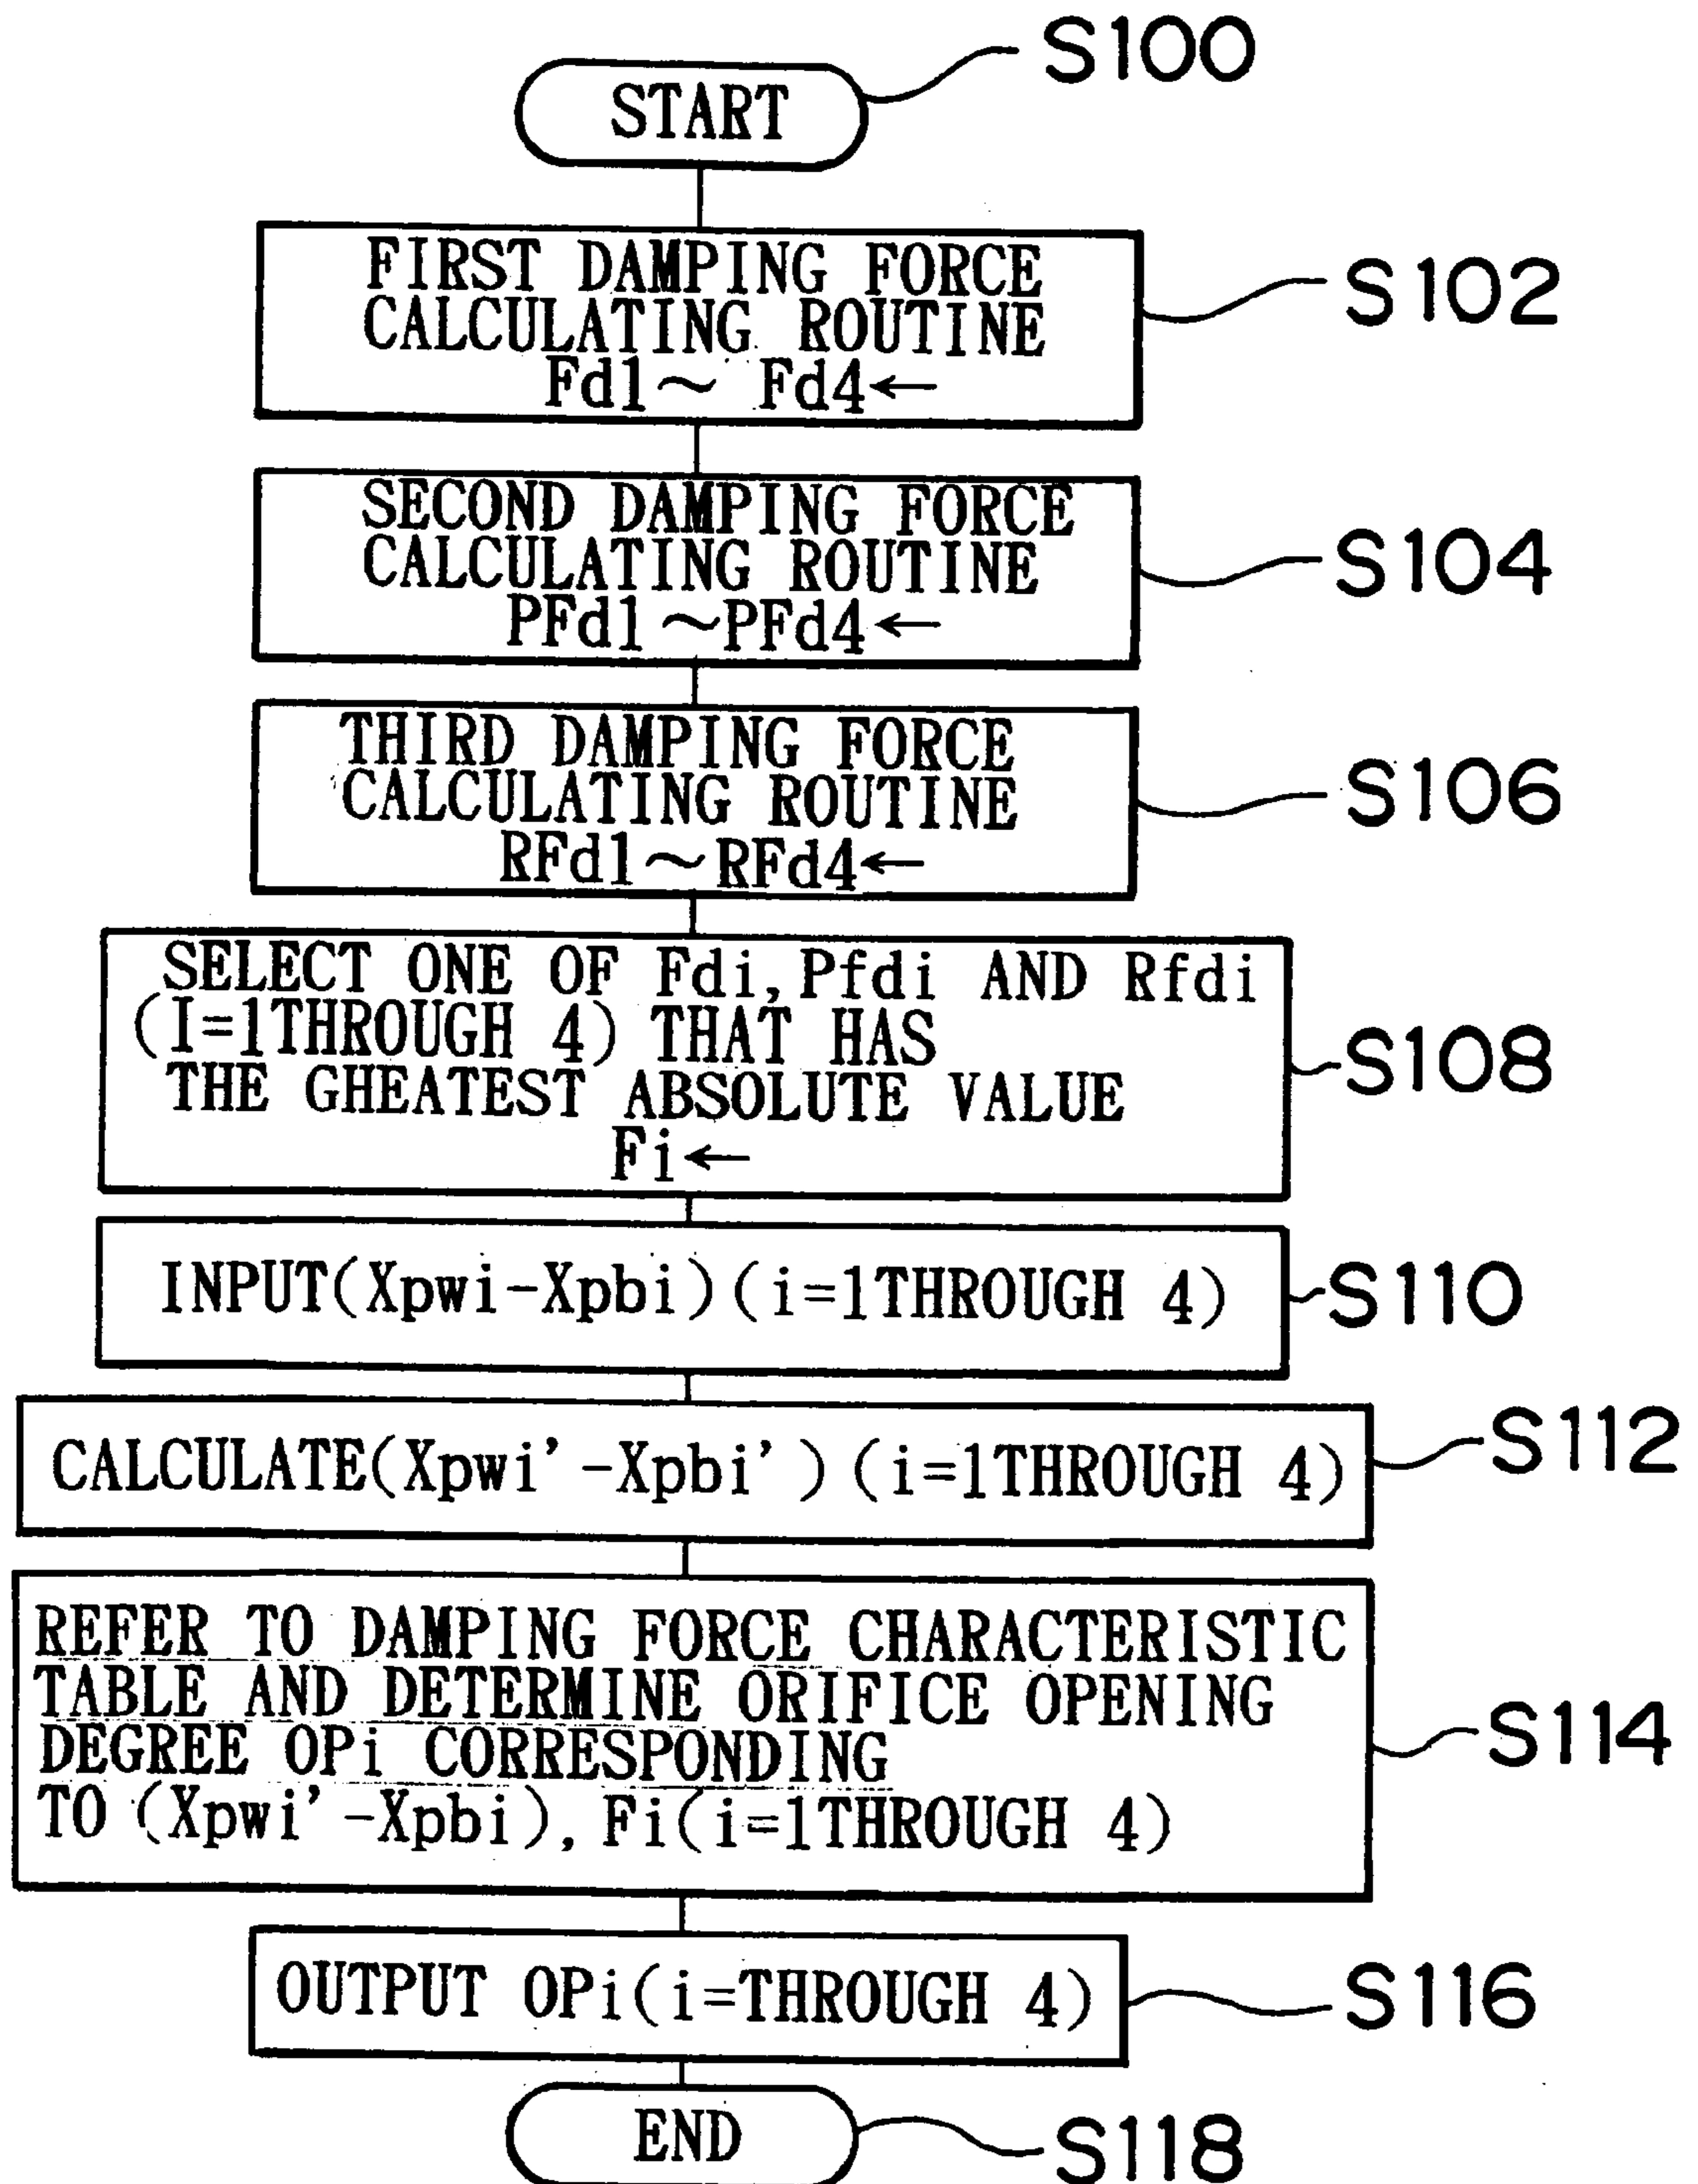 START
S100
FIRST DAMPING FORCE
CALCULATING ROUTINE
Fd1~ Fd4←
S102
SECOND DAMPING FORCE
CALCULATING ROUTINE
PFd1~PFd4←
S104
THIRD DAMPING FORCE
CALCULATING ROUTINE
RFd1~RFd4←
S106
SELECT ONE OF Fdi, Pfdi AND Rfdi
(I=1THROUGH 4) THAT HAS
THE GHEATEST ABSOLUTE VALUE
Fi←
S108
INPUT(Xpwi-Xpbi)(i=1THROUGH 4)
S110
CALCULATE(Xpwi'-Xpbi')(i=1THROUGH 4)
S112
REFER TO DAMPING FORCE CHARACTERISTIC
TABLE AND DETERMINE ORIFICE OPENING
DEGREE OPi CORRESPONDING
TO (Xpwi'-Xpbi), Fi(i=1THROUGH 4)
S114
OUTPUT OPi(i=THROUGH 4)
S116
END
S118